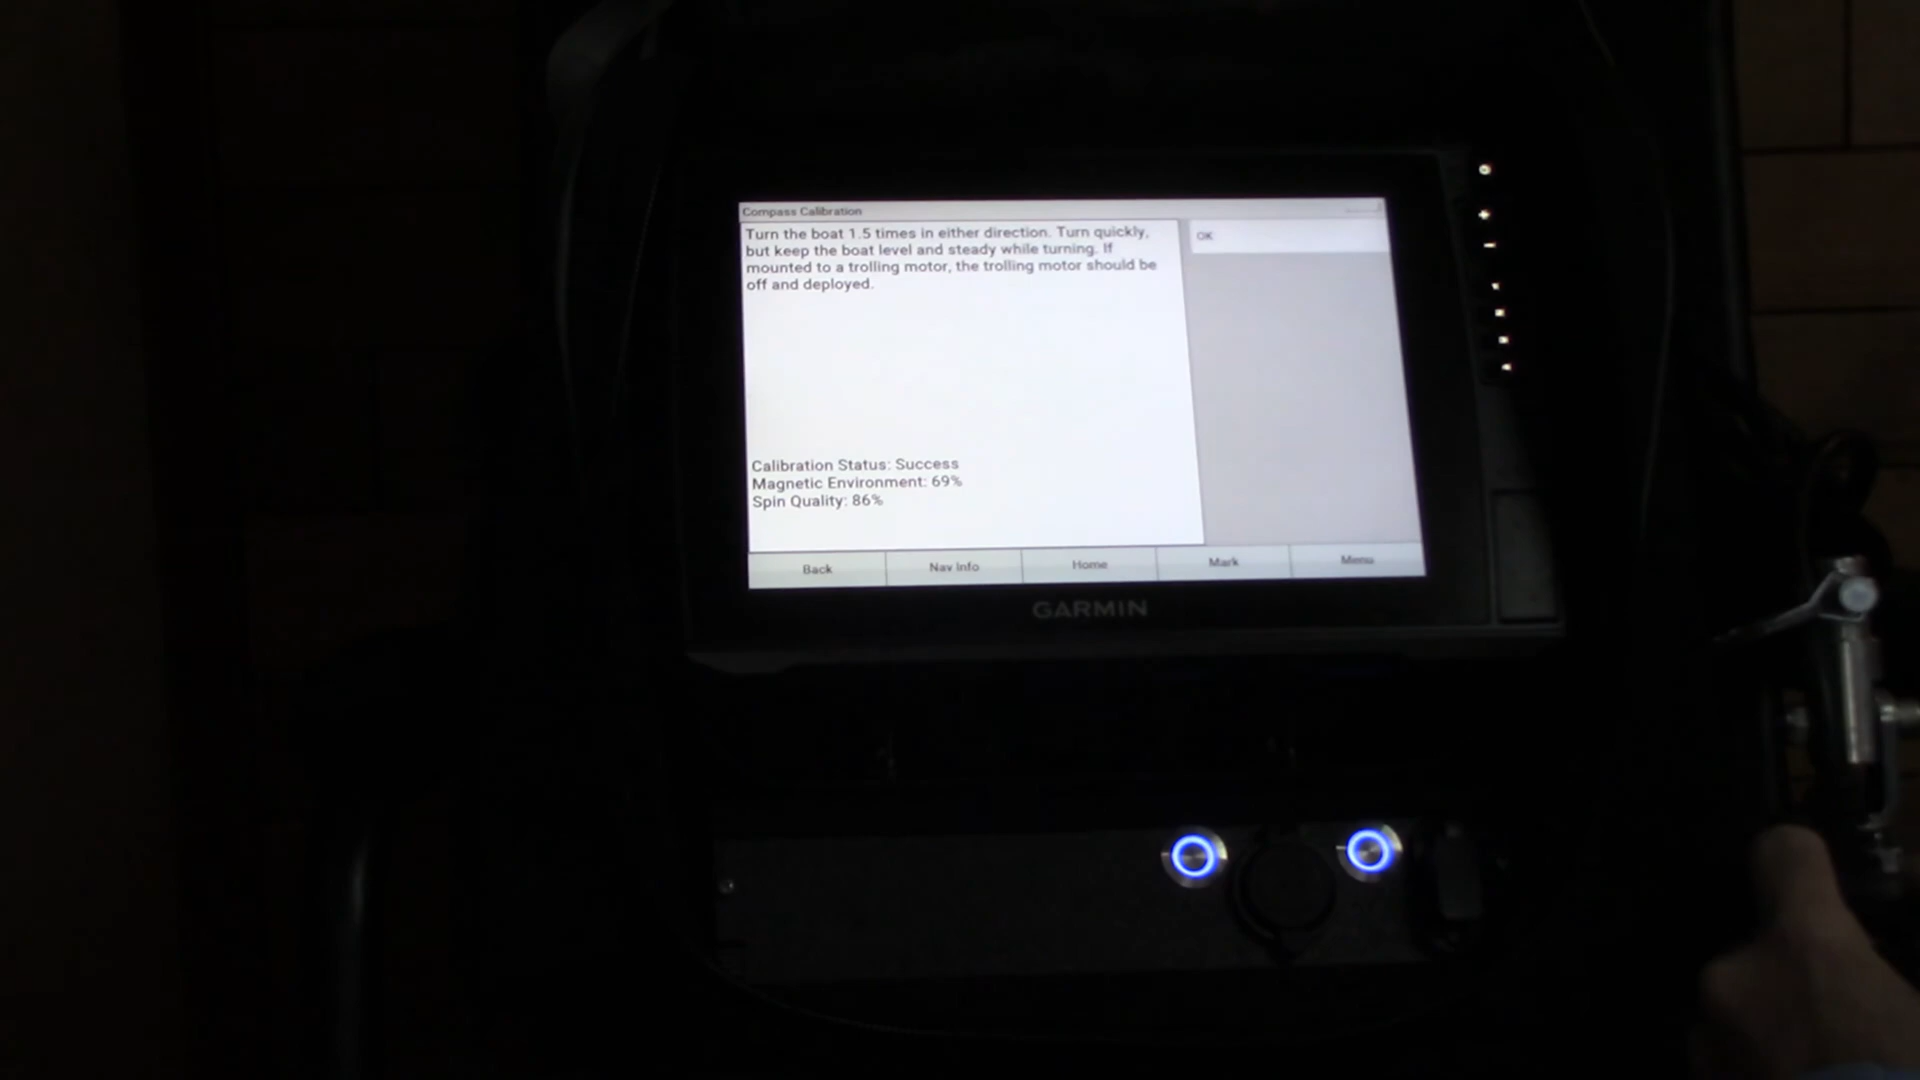 Compass Calibration
Turn the boat 1.5 times in either direction. Turn quickly,
but keep the boat level and steady while turning. If
mounted to a trolling motor, the trolling motor should be
off and deployed.
OK
Calibration Status: Success
Magnetic Environment: 69%
Spin Quality: 86%
Back
Nav Info
Home
Mark
Menu
GARMIN